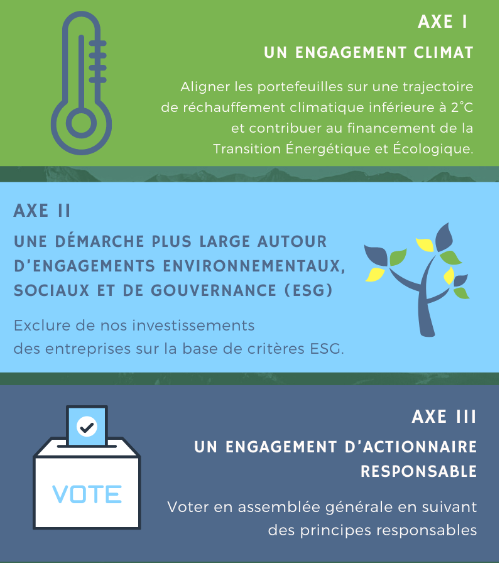 AXE I
UN ENGAGEMENT CLIMAT
Aligner les portefeuilles sur une trajectoire
de réchauffement climatique inférieure à 2°C
et contribuer au financement de la
Transition Énergétique et Écologique.
AXE II
UNE DÉMARCHE PLUS LARGE AUTOUR
D'ENGAGEMENTS ENVIRONNEMENTAUX,
SOCIAUX ET DE GOUVERNANCE (ESG)
Exclure de nos investissements
des entreprises sur la base de critères ESG.
AXE III
UN ENGAGEMENT D'ACTIONNAIRE
RESPONSABLE
VOTE
Voter en assemblée générale en suivant
des principes responsables